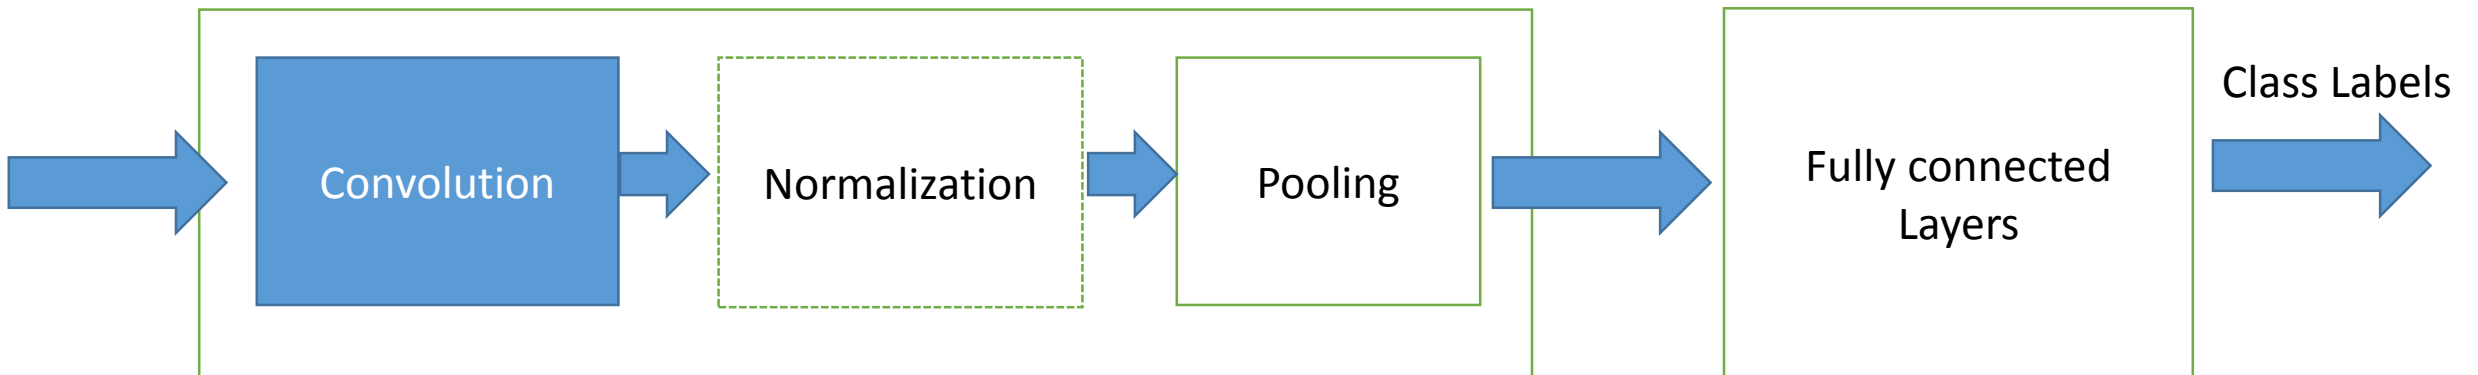 Convolution
Normalization
Pooling
Fully connected
Layers
Class Labels